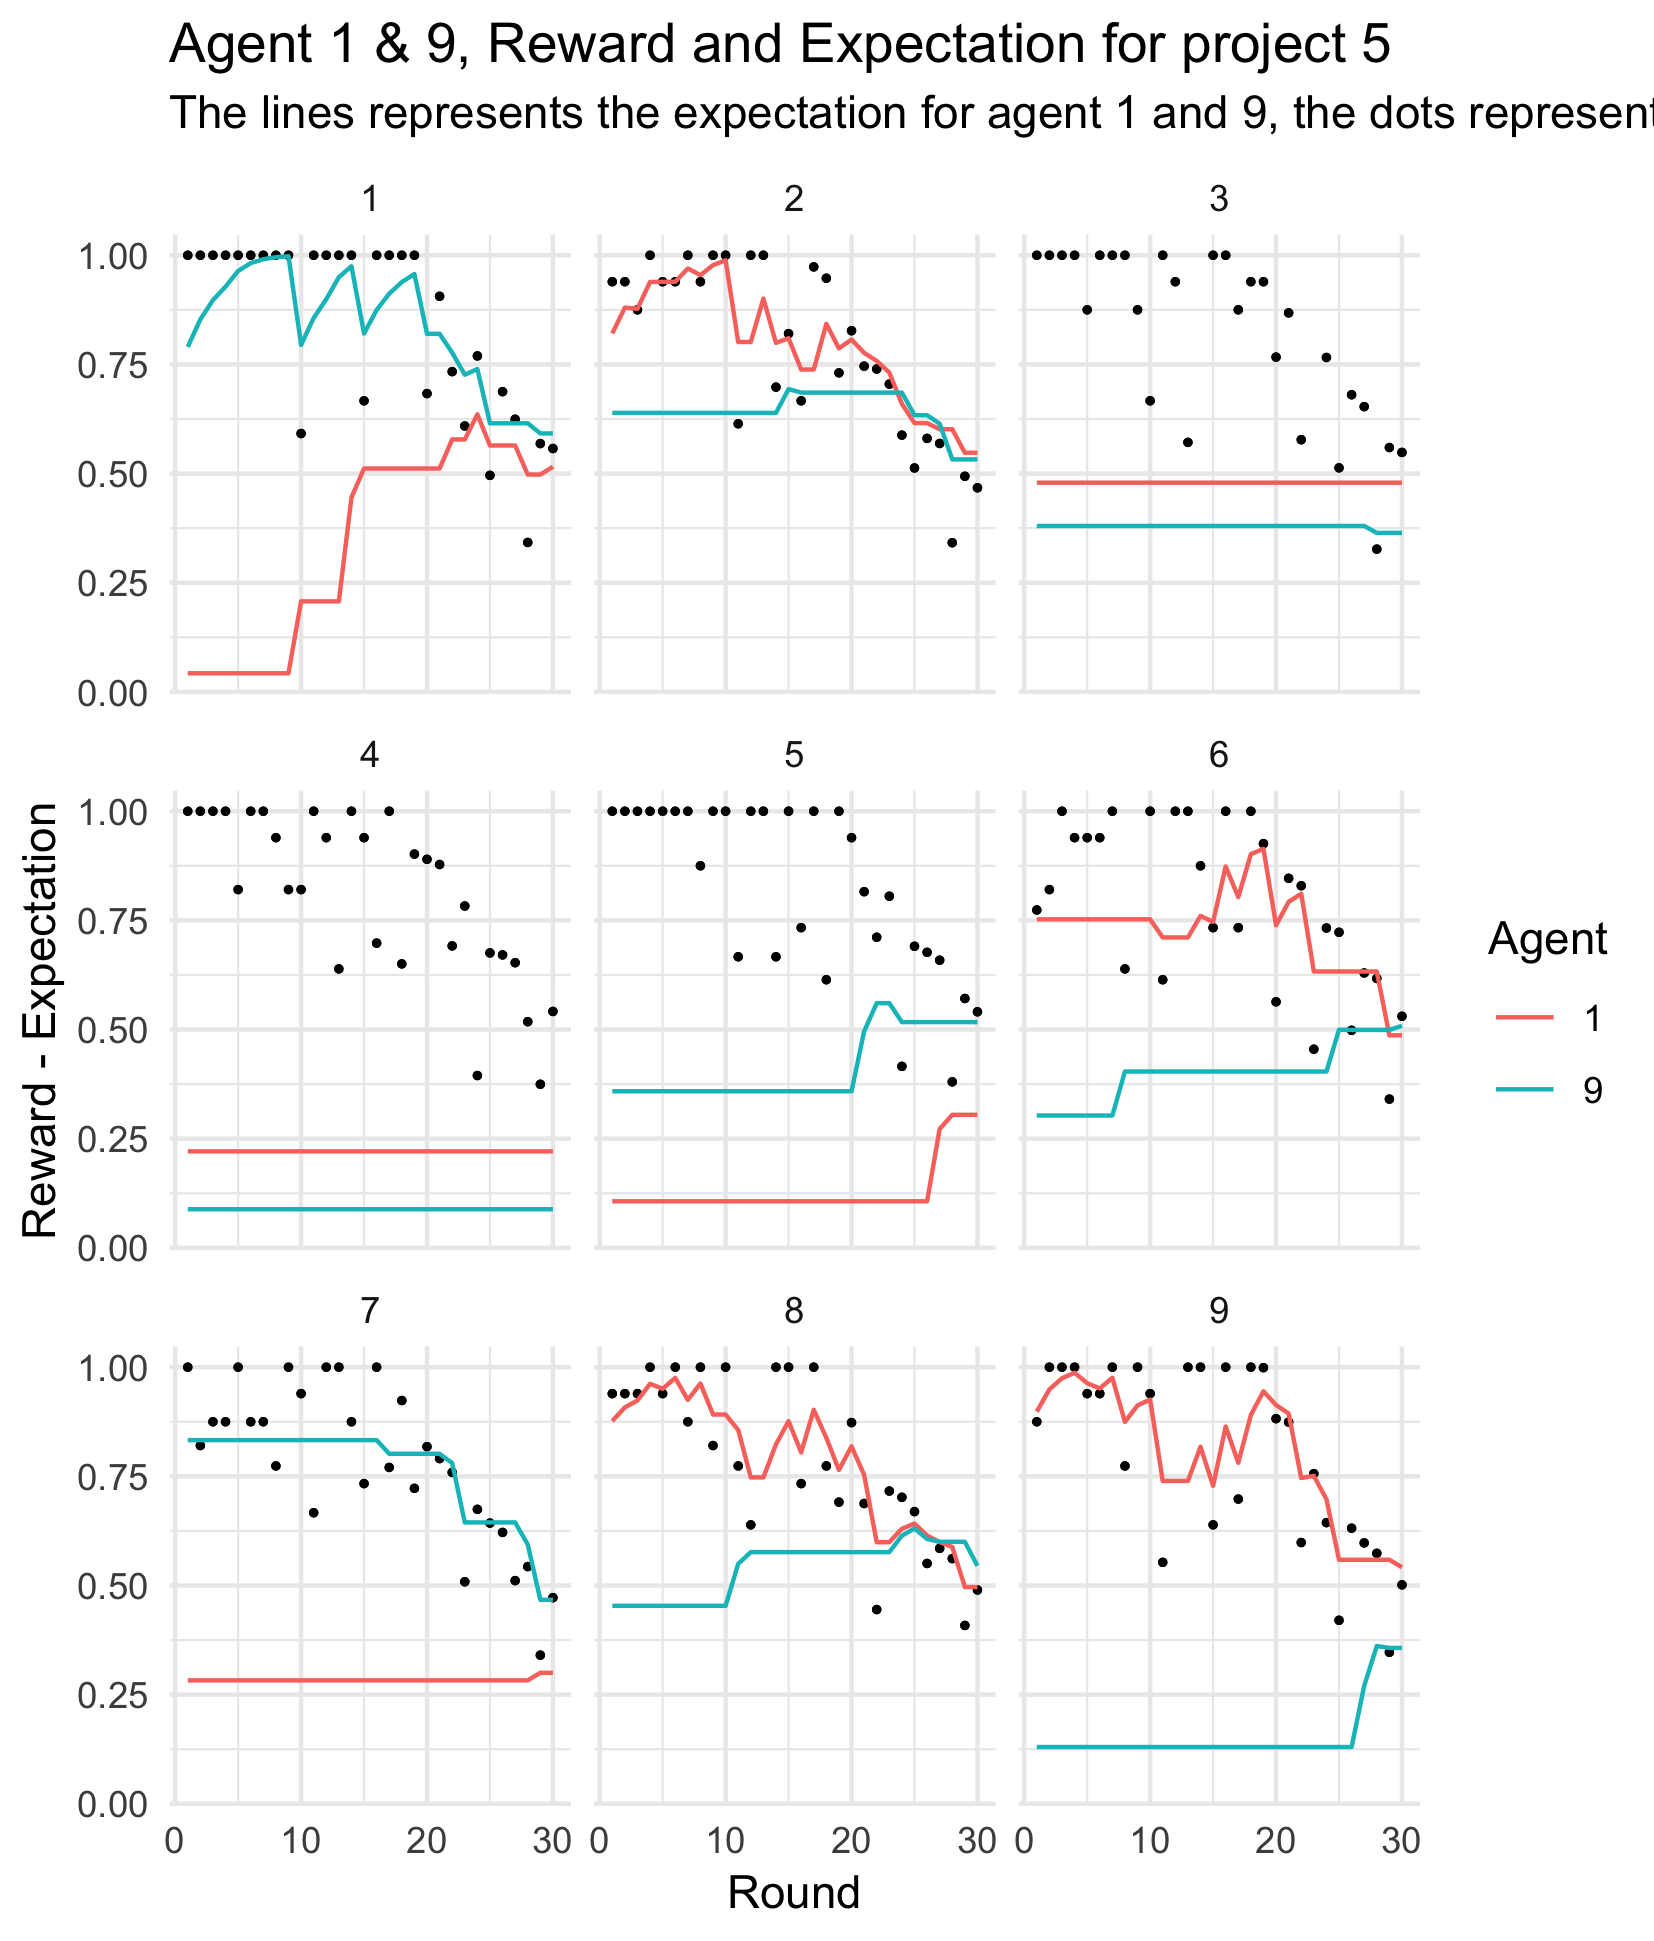 Agent 1 & 9, Reward and Expectation for project 5
The lines represents the expectation for agent 1 and 9, the dots represent
1 2 3
1.00
0.75
0.50
0.25
0.00
4 5 6
1.00
0.75
0.50
0.25
0.00
7 8 9
1.00
0.75
0.50
0.25
0.00
0 10 20 30 0 10 20 30 0 10 20 30
Round
Reward - Expectation
Agent
1
9